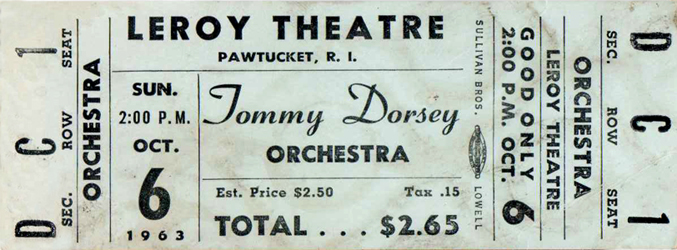 SEC. ROW SEAT
D C 1
ORCHESTRA
LEROY THEATRE
PAWTUCKET, R. I.
SUN.
2:00 P.M.
OCT.
6
1963
Tommy Dorsey
ORCHESTRA
Est. Price $2.50 Tax .15
TOTAL . . . $2.65
SULLIVAN BROS. LOWELL
GOOD ONLY
2:00 P.M. OCT. 6
LEROY THEATRE
ORCHESTRA
SEC. ROW SEAT
D C 1